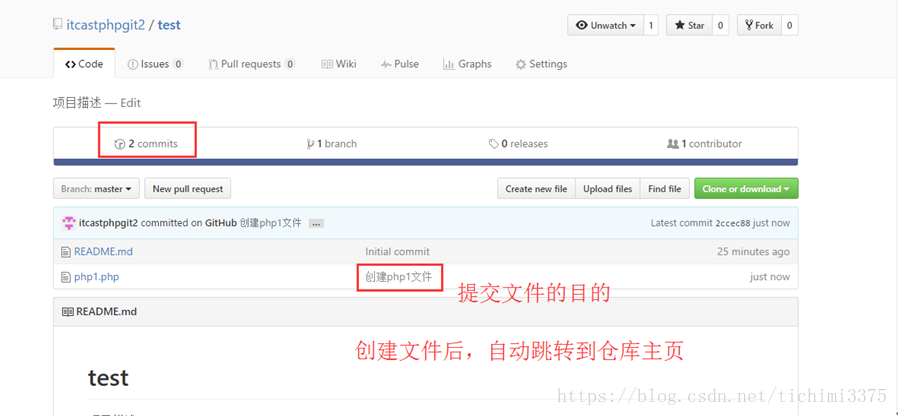 itcastphpgit2 / test
Unwatch 1 Star 0 Fork 0
Code Issues 0 Pull requests 0 Wiki Pulse Graphs Settings
项目描述 — Edit
2 commits 1 branch 0 releases 1 contributor
Branch: master New pull request Create new file Upload files Find file Clone or download
itcastphpgit2 committed on GitHub 创建php1文件 ... Latest commit 2ccec88 just now
README.md Initial commit 25 minutes ago
php1.php 创建php1文件 just now
提交文件的目的
README.md
创建文件后，自动跳转到仓库主页
test
https://blog.csdn.net/tichimi3375